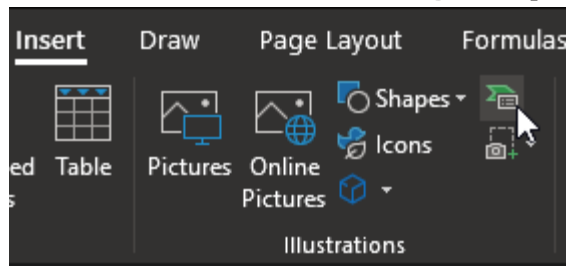 Insert Draw Page Layout Formulas
Shapes
Icons
ed Table Pictures Online
s Pictures
Illustrations